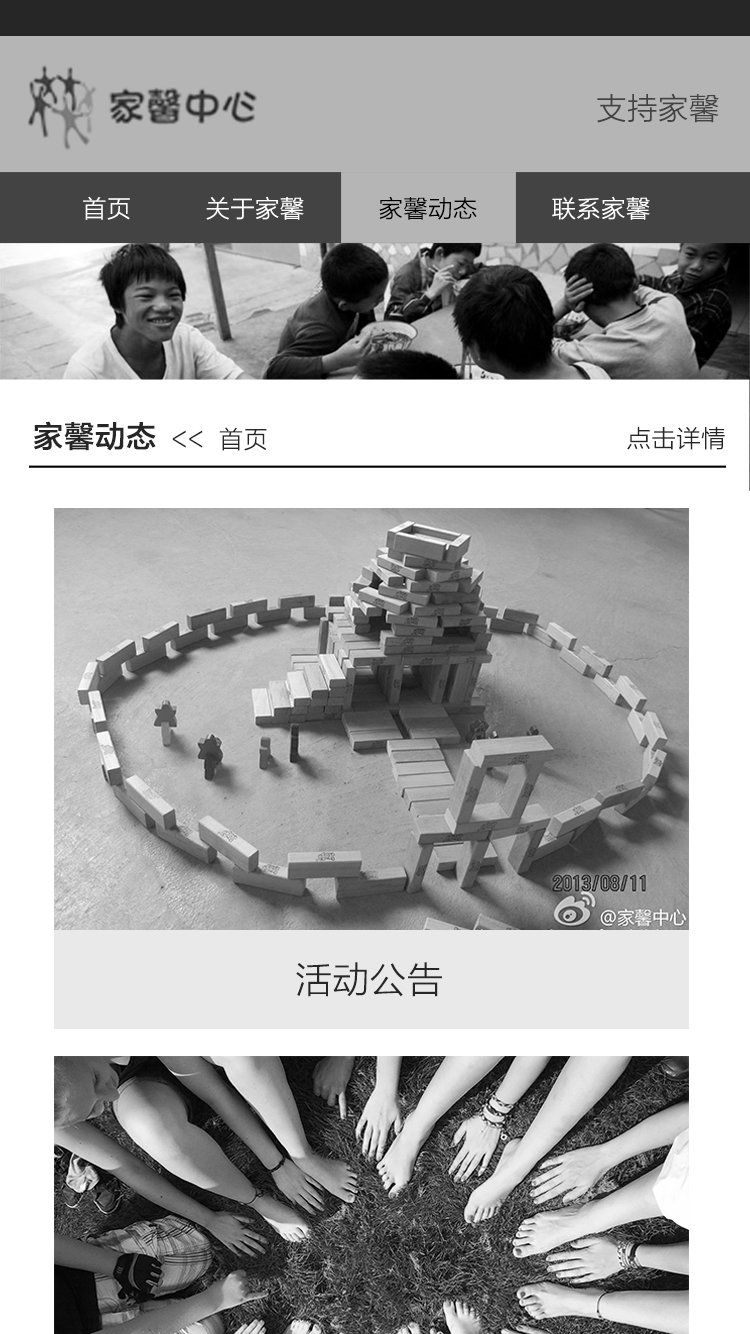 家馨中心
支持家馨
首页 关于家馨 家馨动态 联系家馨
家馨动态 << 首页 点击详情
2013/08/11
@家馨中心
活动公告